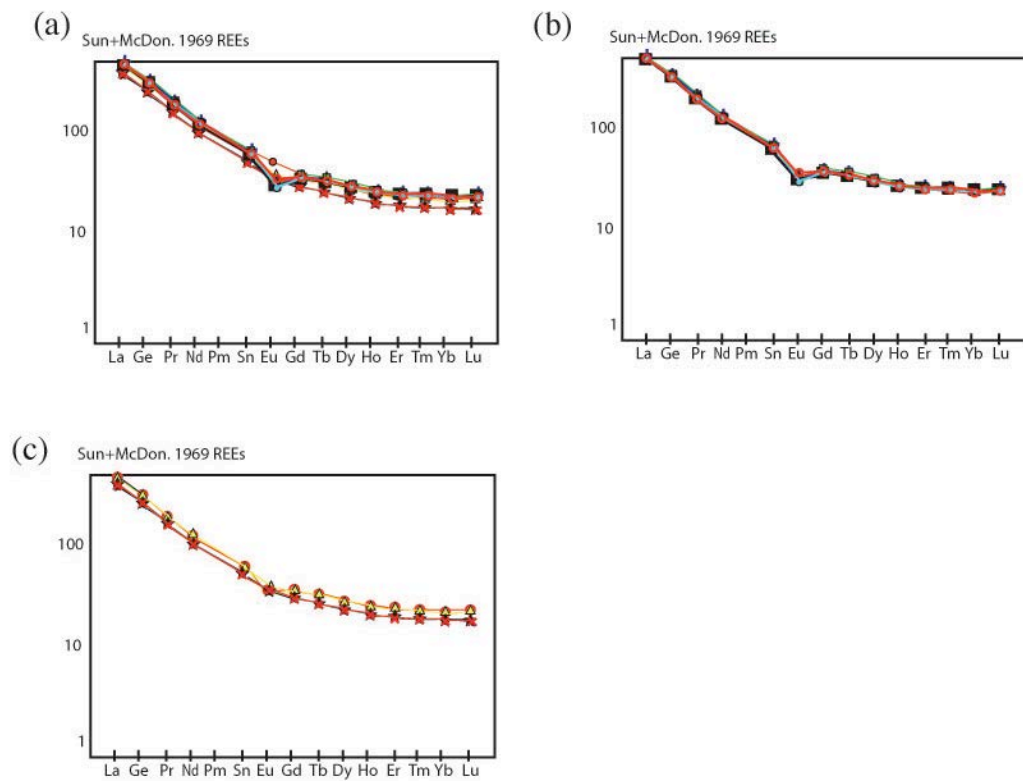 (a)
Sun+McDon. 1969 REEs
100
10
1
La Ge Pr Nd Pm Sn Eu Gd Tb Dy Ho Er Tm Yb Lu
(b)
Sun+McDon. 1969 REEs
100
10
1
La Ge Pr Nd Pm Sn Eu Gd Tb Dy Ho Er Tm Yb Lu
(c)
Sun+McDon. 1969 REEs
100
10
1
La Ge Pr Nd Pm Sn Eu Gd Tb Dy Ho Er Tm Yb Lu